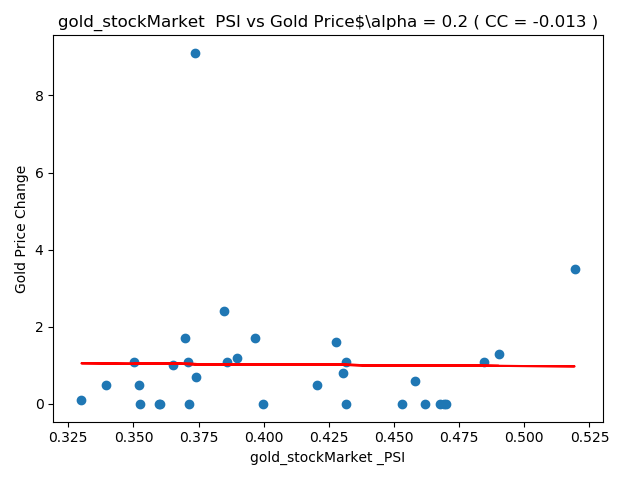 gold_stockMarket  PSI vs Gold Price$\alpha = 0.2 ( CC = -0.013 )
Gold Price Change
8
6
4
2
0
0.325 0.350 0.375 0.400 0.425 0.450 0.475 0.500 0.525
gold_stockMarket _PSI